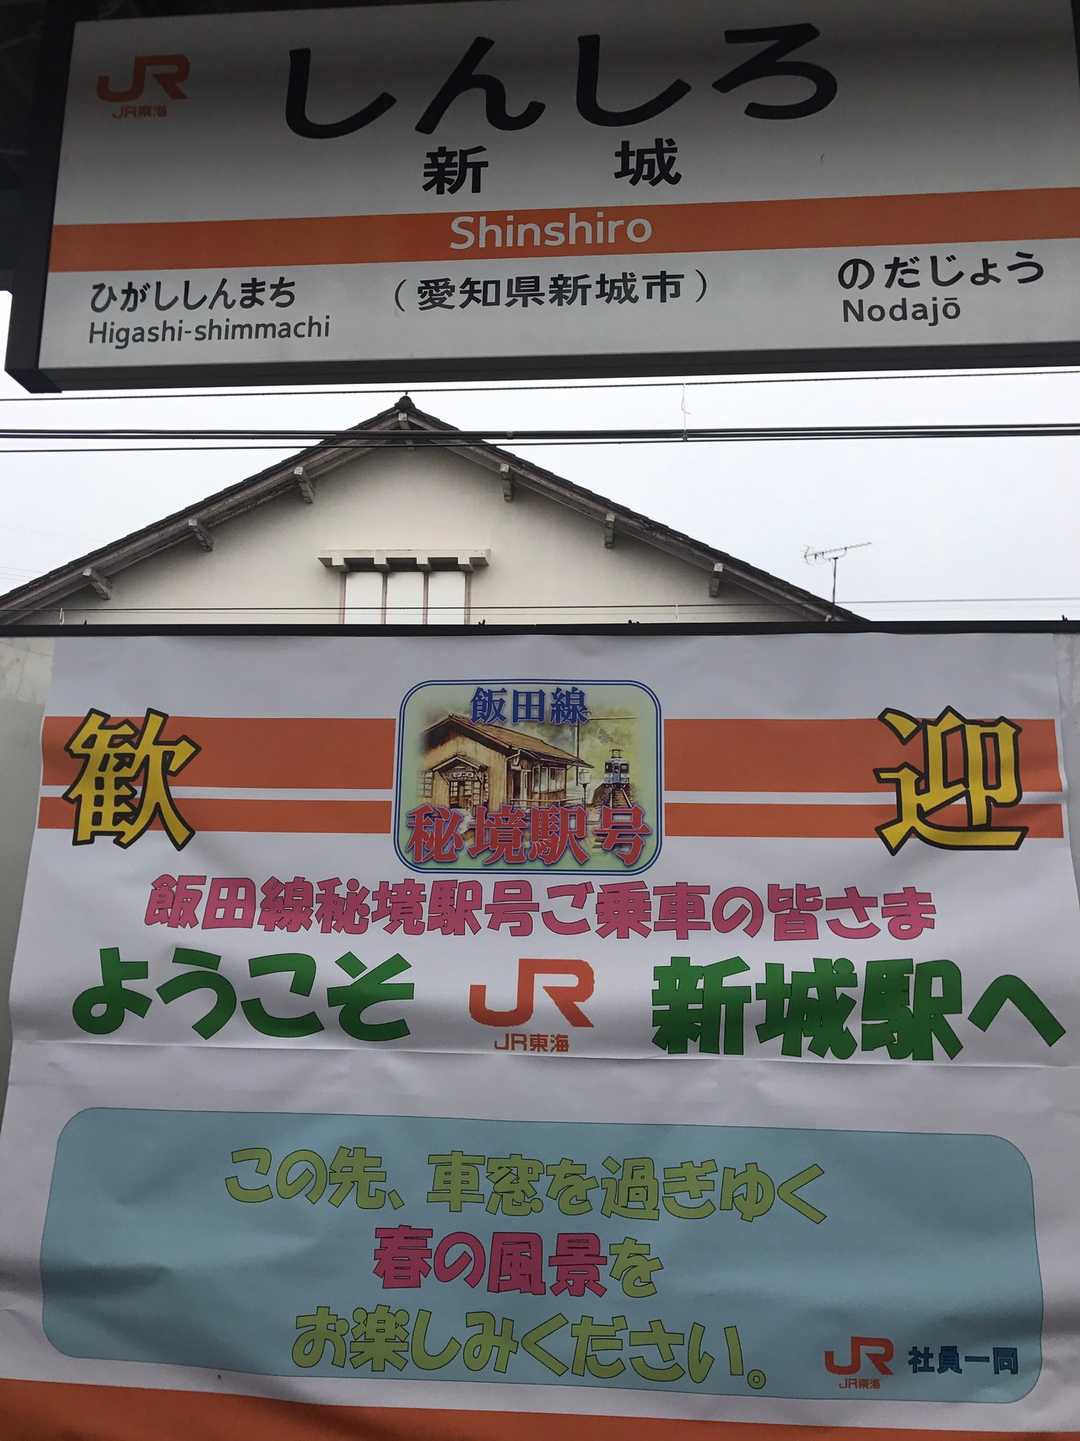 JR
JR東海
しんしろ
新城
Shinshiro
ひがししんまち
Higashi-shimmachi
(愛知県新城市)
のだじょう
Nodajō
歓迎
飯田線
秘境駅号
飯田線秘境駅号ご乗車の皆さま
ようこそ JR JR東海 新城駅へ
この先、車窓を過ぎゆく
春の風景を
お楽しみください。
JR JR東海 社員一同